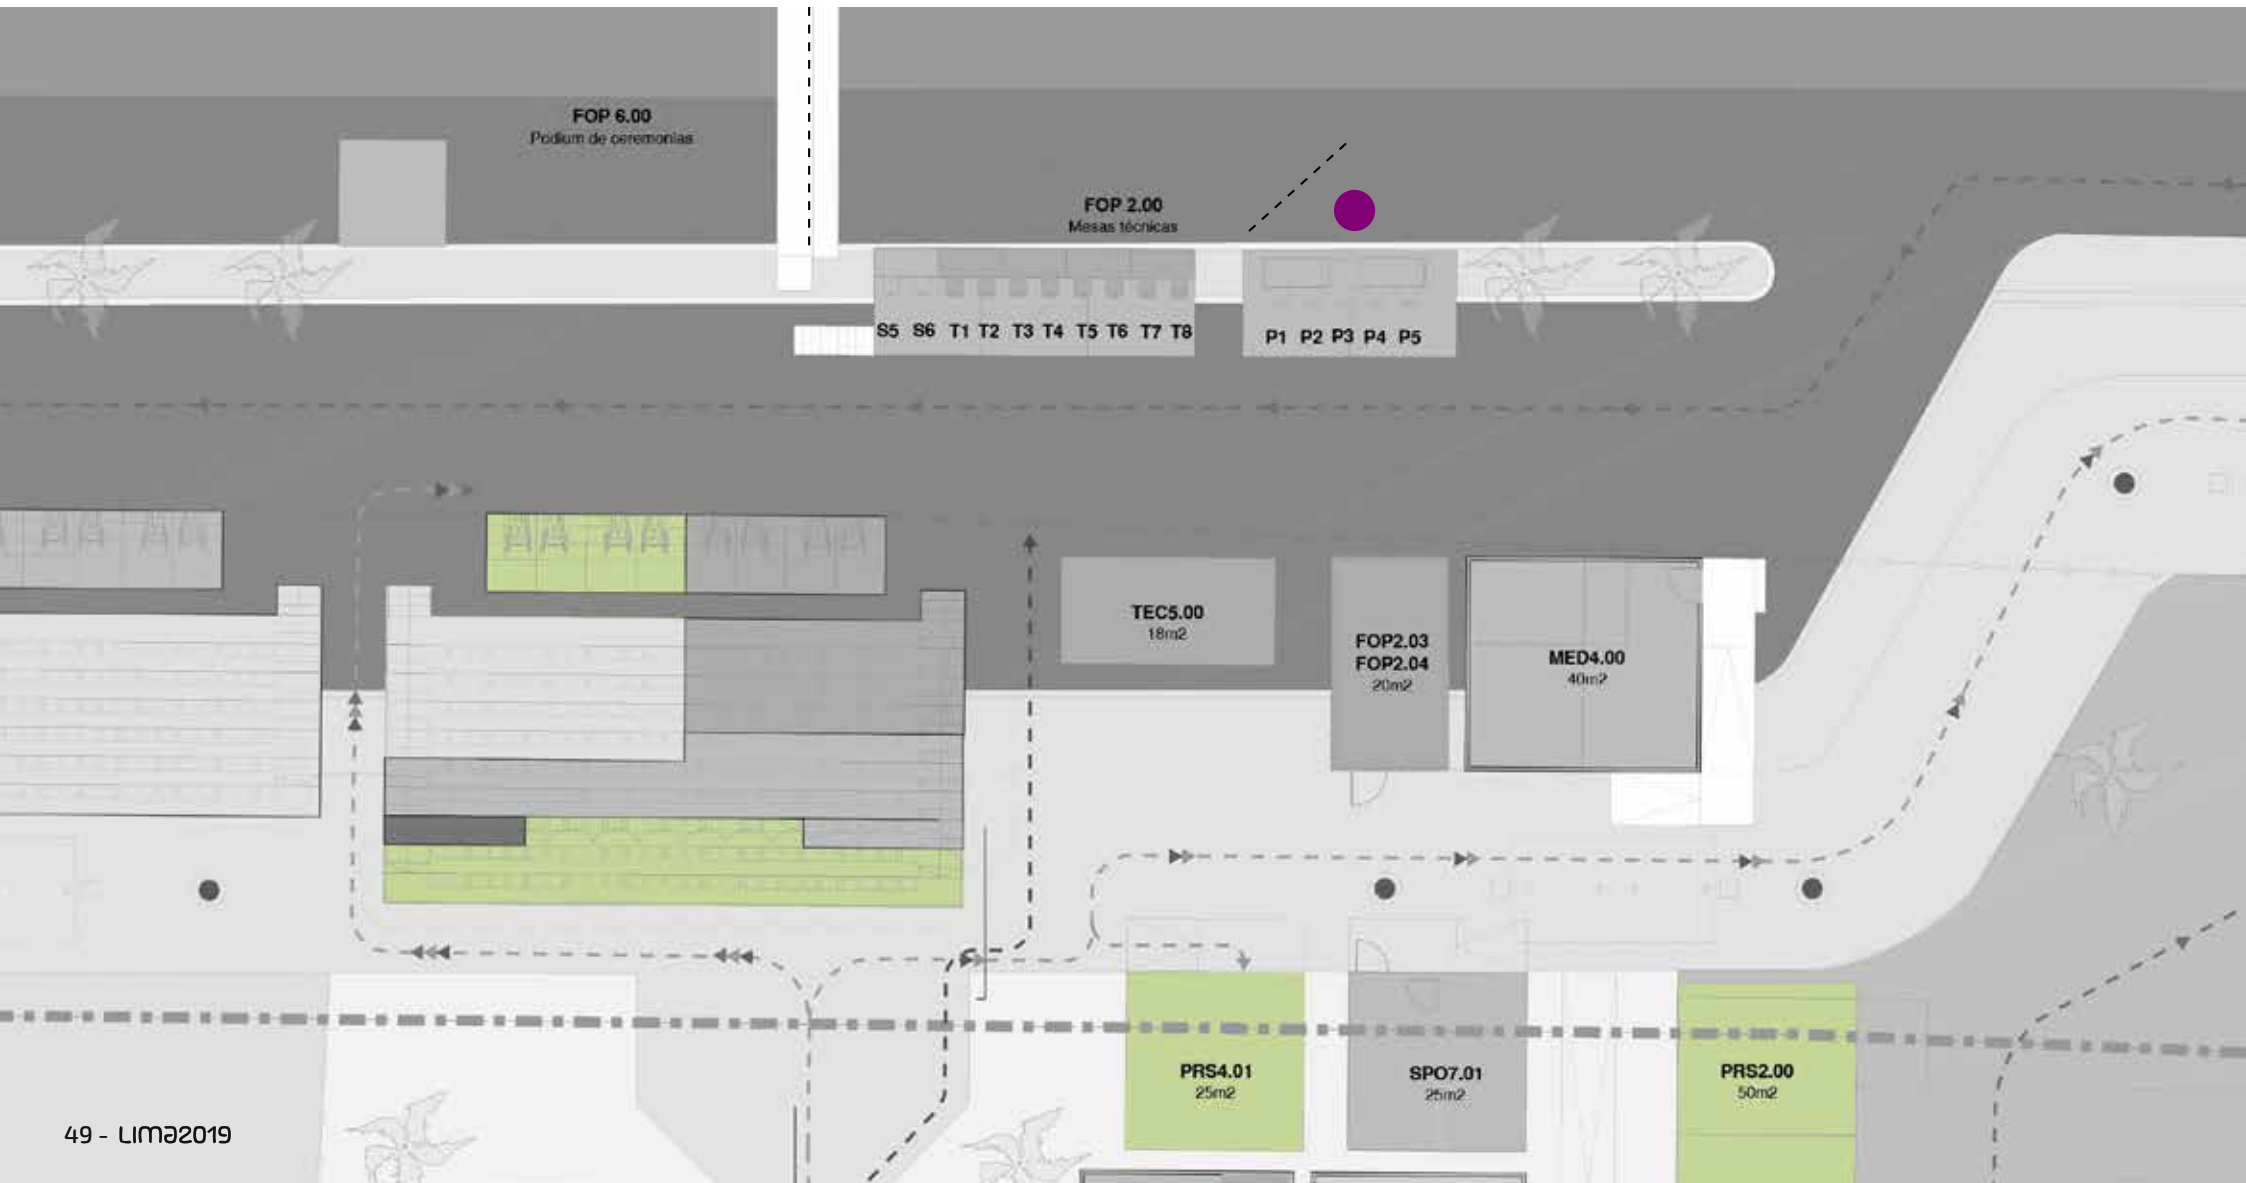 FOP 6.00
Podium de ceremonias
FOP 2.00
Mesas técnicas
S5 S6 T1 T2 T3 T4 T5 T6 T7 T8
P1 P2 P3 P4 P5
TEC5.00
18m2
FOP2.03
FOP2.04
20m2
MED4.00
40m2
PRS4.01
25m2
SPO7.01
25m2
PRS2.00
50m2
49 - LIMA2019